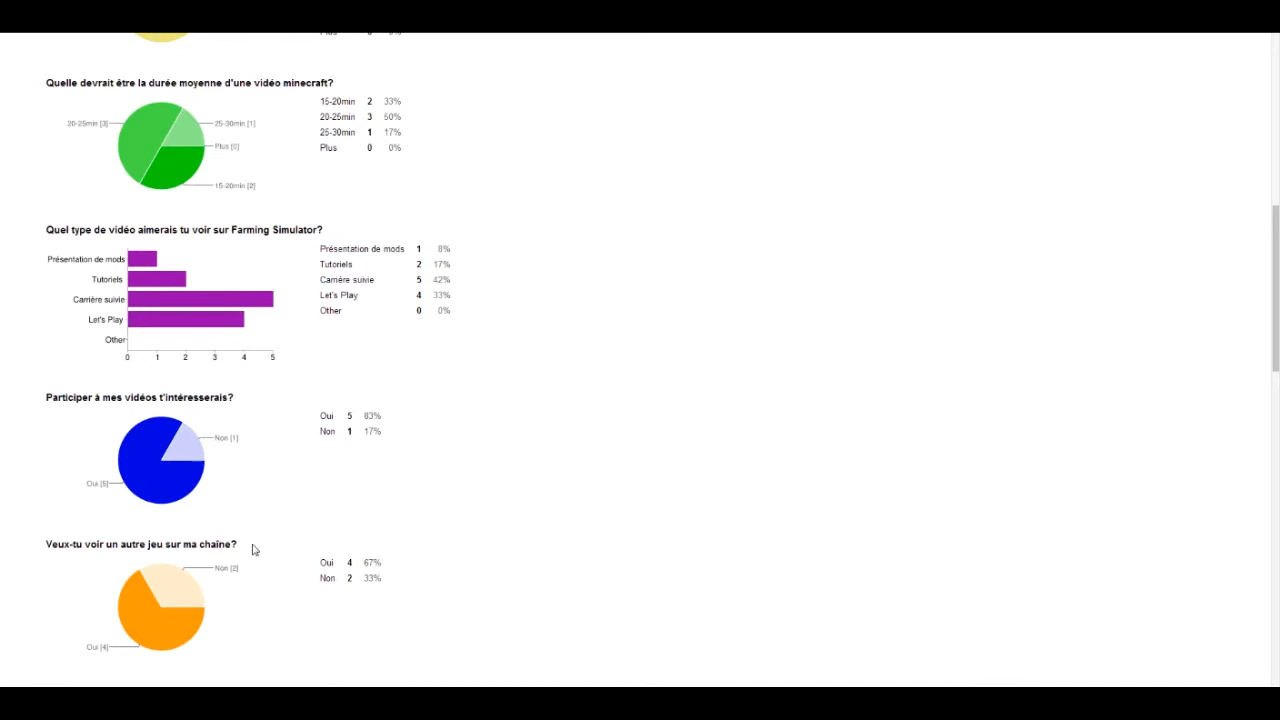 Quelle devrait être la durée moyenne d'une vidéo minecraft?
20-25min [3]
25-30min [1]
Plus [0]
15-20min [2]
15-20min 2 33%
20-25min 3 50%
25-30min 1 17%
Plus 0 0%
Quel type de vidéo aimerais tu voir sur Farming Simulator?
Présentation de mods
Tutoriels
Carrière suivie
Let's Play
Other
0 1 2 3 4 5
Présentation de mods 1 8%
Tutoriels 2 17%
Carrière suivie 5 42%
Let's Play 4 33%
Other 0 0%
Participer à mes vidéos t'intéresserais?
Non [1]
Oui [5]
Oui 5 83%
Non 1 17%
Veux-tu voir un autre jeu sur ma chaîne?
Non [2]
Oui [4]
Oui 4 67%
Non 2 33%